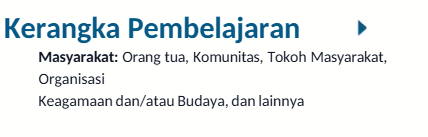 Kerangka Pembelajaran
Masyarakat: Orang tua, Komunitas, Tokoh Masyarakat,
Organisasi
Keagamaan dan/atau Budaya, dan lainnya